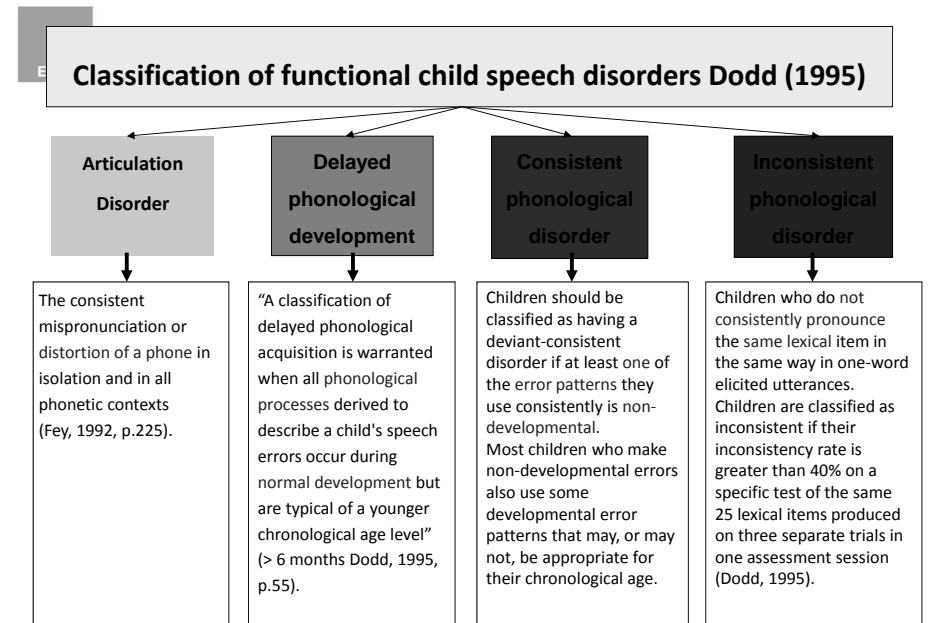 E
Classification of functional child speech disorders Dodd (1995)
Articulation
Disorder
Delayed
phonological
development
Consistent
phonological
disorder
Inconsistent
phonological
disorder
The consistent
mispronunciation or
distortion of a phone in
isolation and in all
phonetic contexts
(Fey, 1992, p.225).
“A classification of
delayed phonological
acquisition is warranted
when all phonological
processes derived to
describe a child's speech
errors occur during
normal development but
are typical of a younger
chronological age level”
(> 6 months Dodd, 1995,
p.55).
Children should be
classified as having a
deviant-consistent
disorder if at least one of
the error patterns they
use consistently is non-
developmental.
Most children who make
non-developmental errors
also use some
developmental error
patterns that may, or may
not, be appropriate for
their chronological age.
Children who do not
consistently pronounce
the same lexical item in
the same way in one-word
elicited utterances.
Children are classified as
inconsistent if their
inconsistency rate is
greater than 40% on a
specific test of the same
25 lexical items produced
on three separate trials in
one assessment session
(Dodd, 1995).